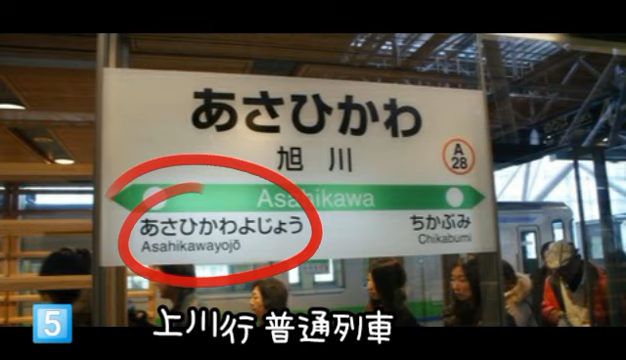 あさひかわ
旭川
A
28
Asahikawa
あさひかわよじょう
Asahikawayojō
ちかぶみ
Chikabumi
5
上川行 普通列車